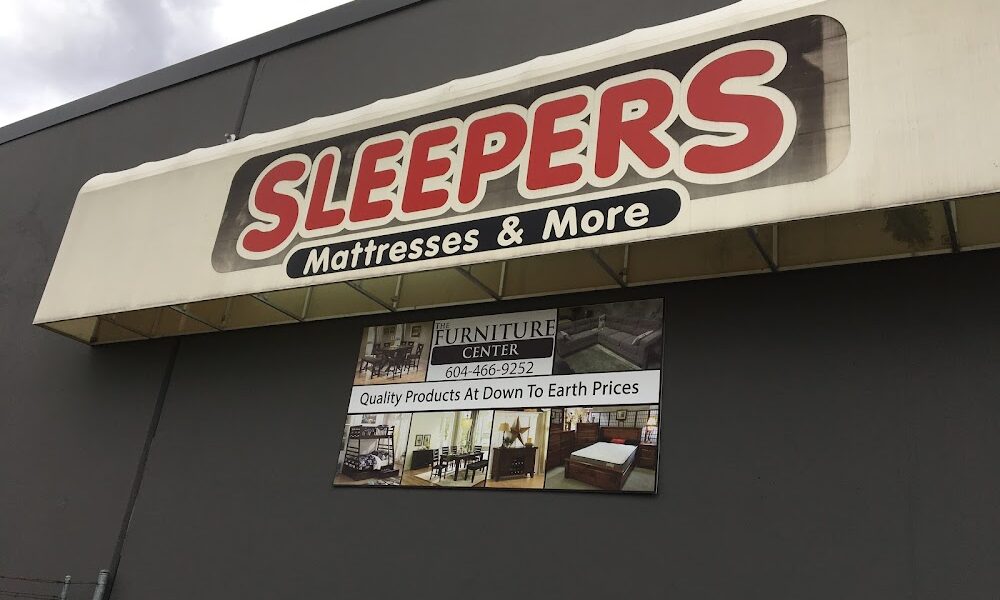 SLEEPERS
Mattresses & More
THE
FURNITURE
CENTER
604-466-9252
Quality Products At Down To Earth Prices